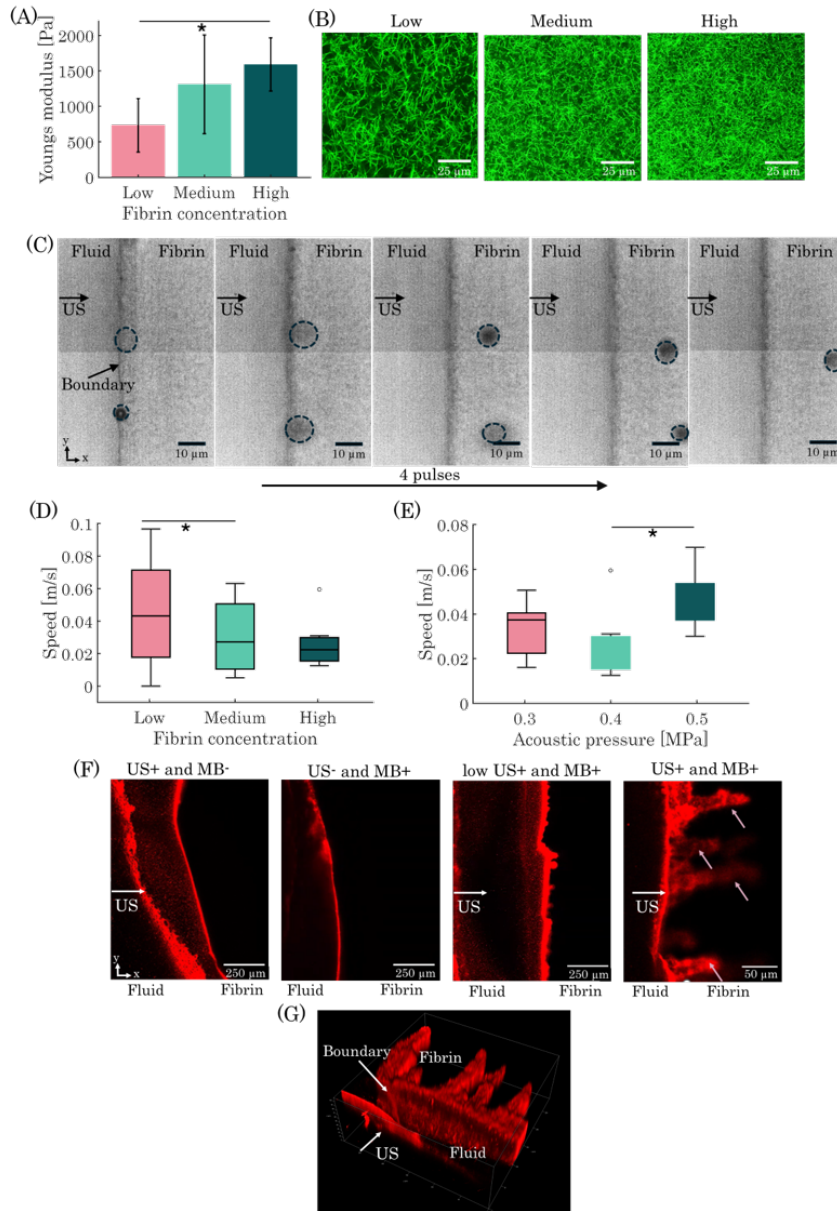 (A)
Youngs modulus [Pa]
2000
1500
1000
500
0
*
Low Medium High
Fibrin concentration
(B)
Low Medium High
25 µm 25 µm 25 µm
(C)
Fluid Fibrin Fluid Fibrin Fluid Fibrin Fluid Fibrin Fluid Fibrin
US US US US US
Boundary
y
x
10 µm 10 µm 10 µm 10 µm 10 µm
4 pulses
(D)
Speed [m/s]
0.1
0.08
0.06
0.04
0.02
0
*
Low Medium High
Fibrin concentration
(E)
Speed [m/s]
0.08
0.06
0.04
0.02
0
*
0.3 0.4 0.5
Acoustic pressure [MPa]
(F)
US+ and MB- US- and MB+ low US+ and MB+ US+ and MB+
US US US US
y
x
250 µm 250 µm 250 µm 50 µm
Fluid Fibrin Fluid Fibrin Fluid Fibrin Fluid Fibrin
(G)
Boundary
Fibrin
Fluid
US